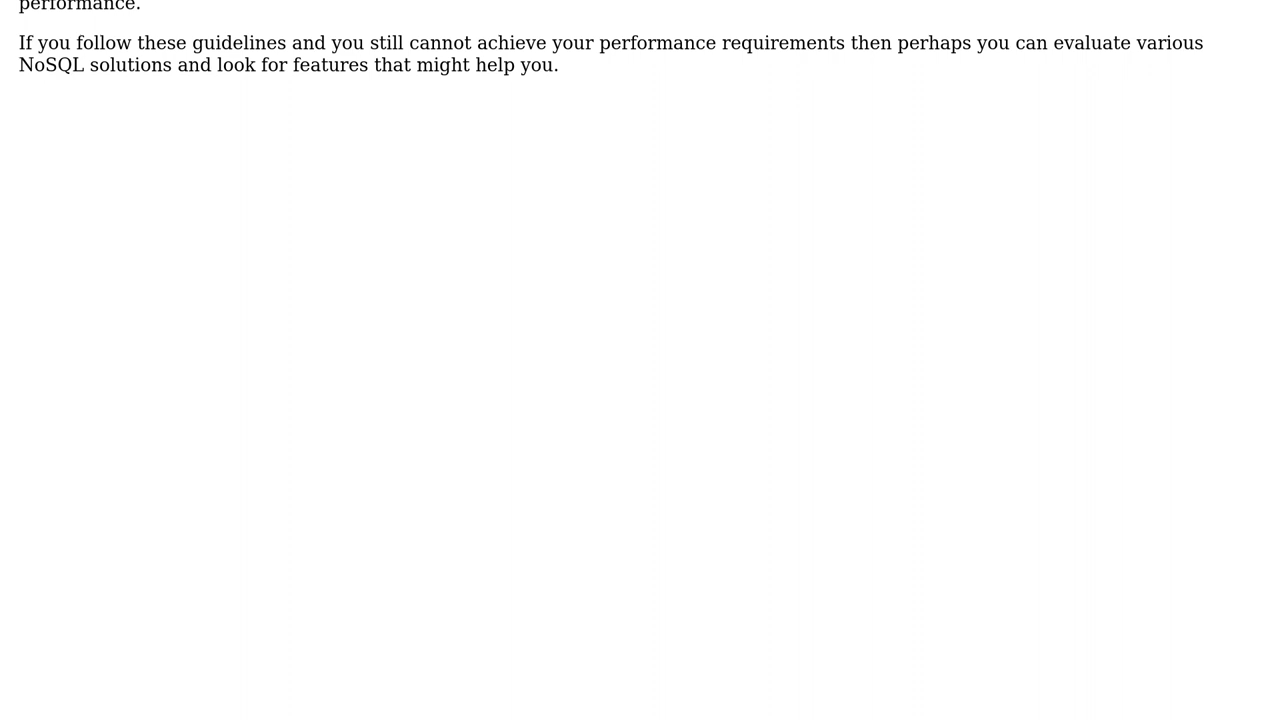 performance.
If you follow these guidelines and you still cannot achieve your performance requirements then perhaps you can evaluate various
NoSQL solutions and look for features that might help you.